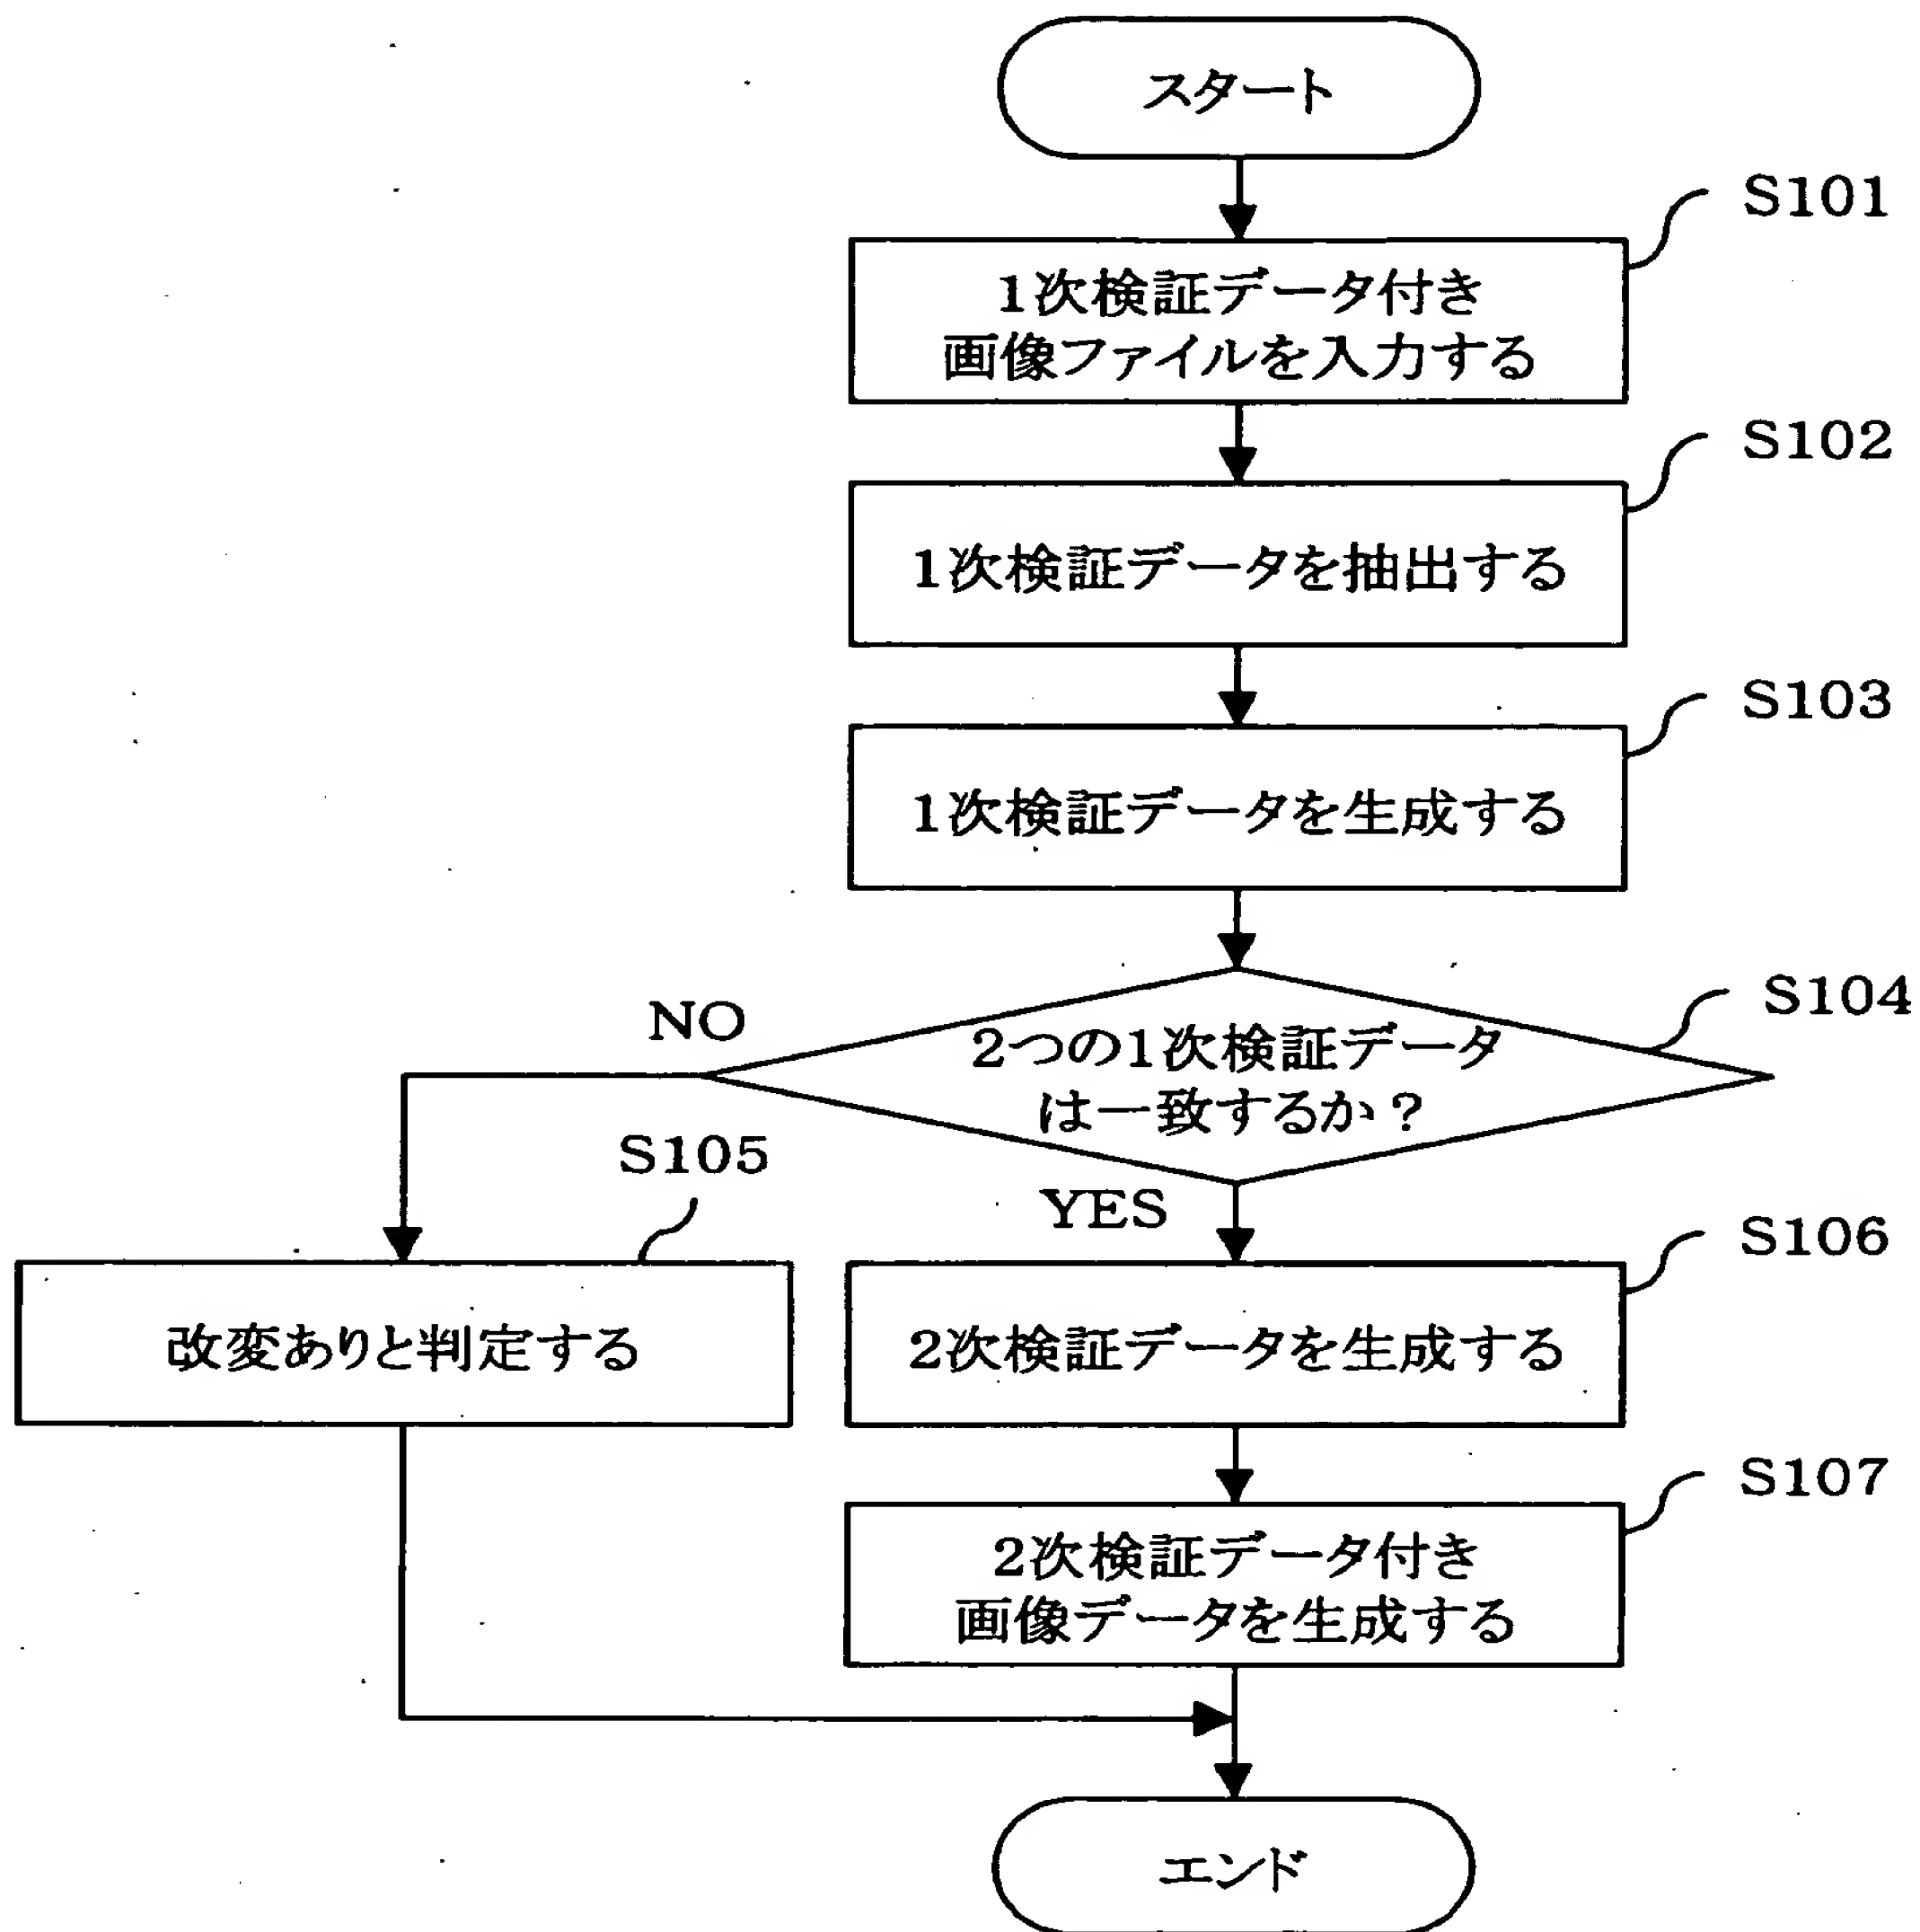 スタート
S101
1次検証データ付き
画像ファイルを入力する
S102
1次検証データを抽出する
S103
1次検証データを生成する
S104
NO
2つの1次検証データ
は一致するか?
S105
YES
S106
改変ありと判定する
2次検証データを生成する
S107
2次検証データ付き
画像データを生成する
エンド